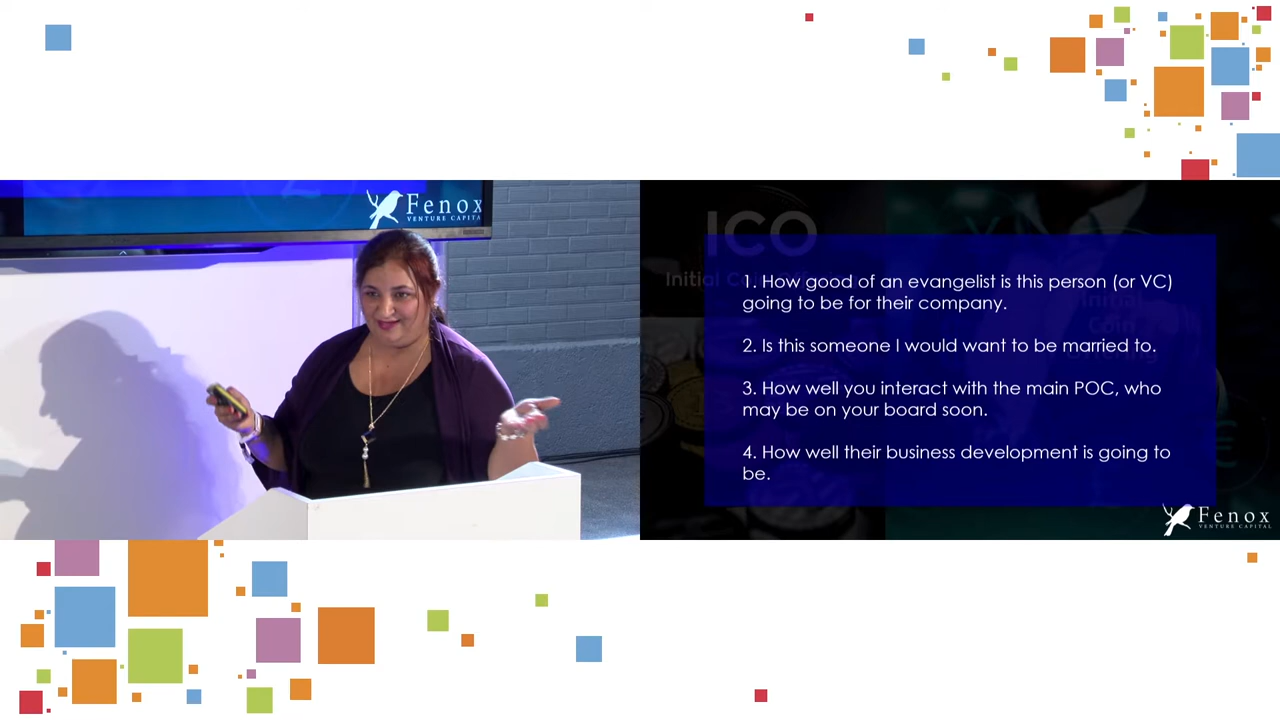 Fenox
VENTURE CAPITA
ICO
1. How good of an evangelist is this person (or VC)
going to be for their company.
2. Is this someone I would want to be married to.
3. How well you interact with the main POC, who
may be on your board soon.
4. How well their business development is going to
be.
Fenox
VENTURE CAPITAL